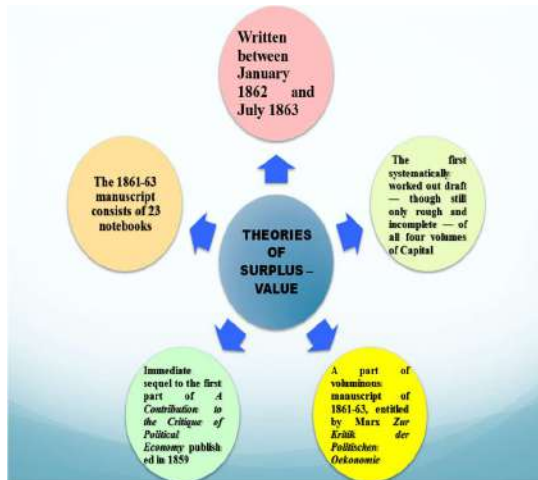 Written
between
January
1862 and
July 1863
The 1861-63
manuscript
consists of 23
notebooks
The first
systematically
worked out draft
— though still
only rough and
incomplete — of
all four volumes
of Capital
THEORIES
OF
SURPLUS –
VALUE
Immediate
sequel to the first
part of A
Contribution to
the Critique of
Political
Economy publish
ed in 1859
A part of
voluminous
manuscript of
1861-63, entitled
by Marx Zur
Kritik der
Politischen
Oekonomie